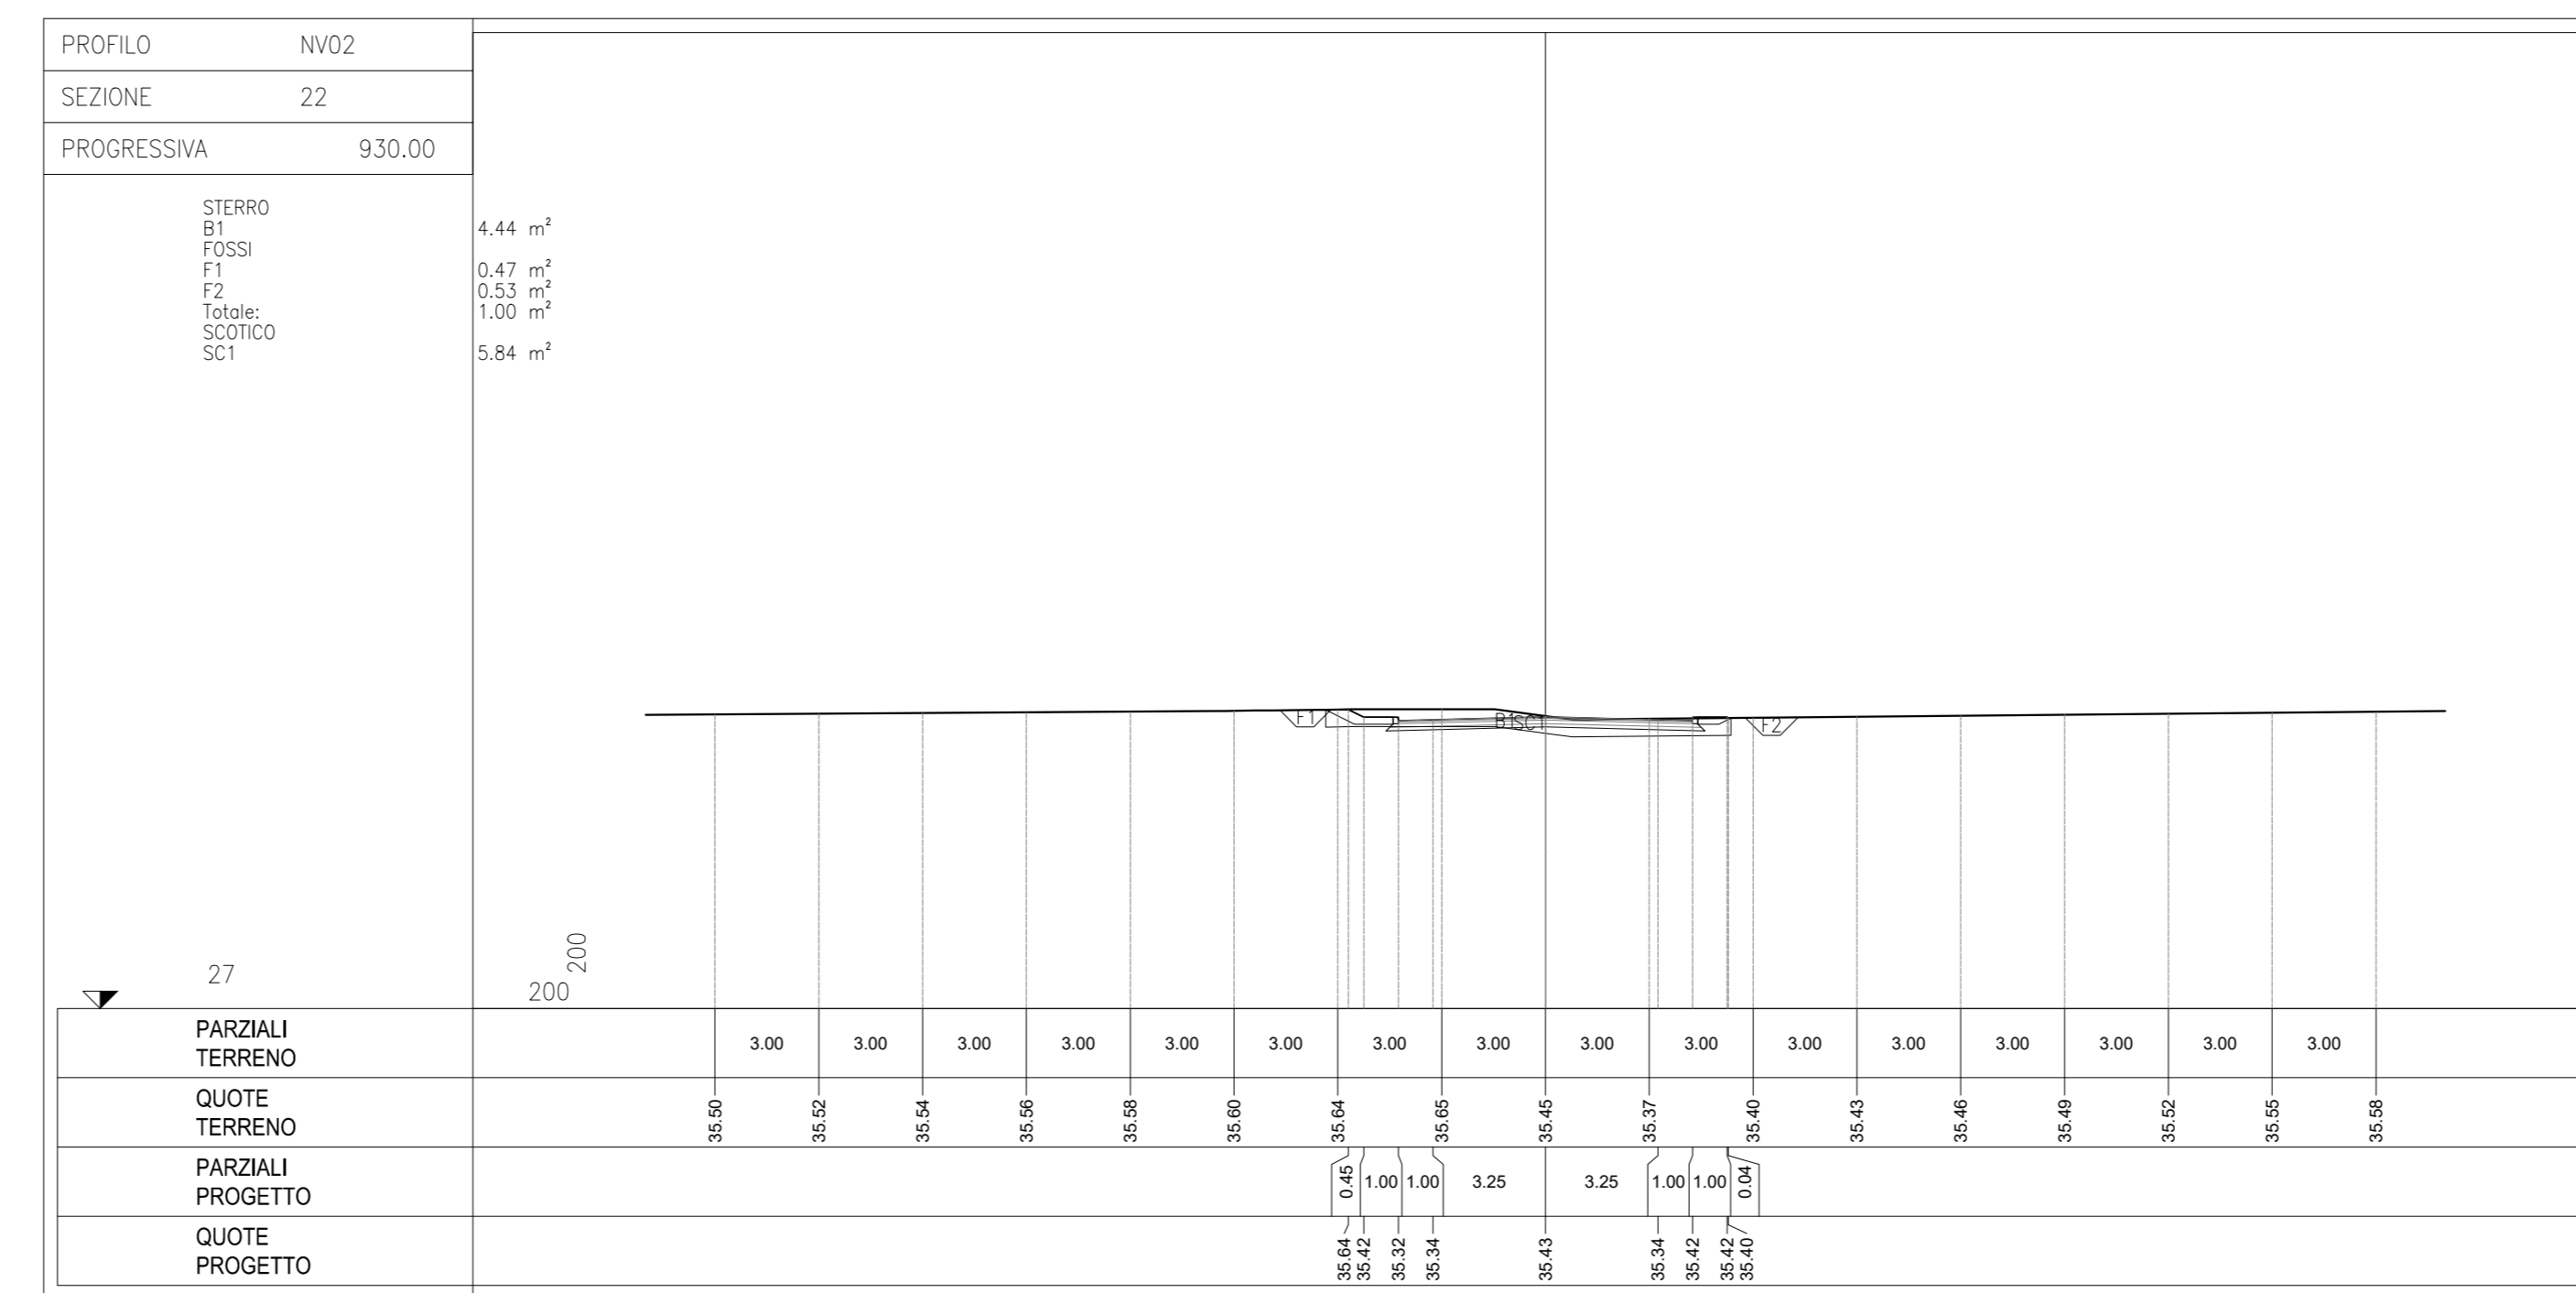 PROFILO NV02
SEZIONE 22
PROGRESSIVA 930.00
STERRO
B1 4.44 m²
FOSSI
F1 0.47 m²
F2 0.53 m²
Totale: 1.00 m²
SCOTICO
SC1 5.84 m²
F1 B1 SC1 F2
27
200
200
PARZIALI
TERRENO
3.00 3.00 3.00 3.00 3.00 3.00 3.00 3.00 3.00 3.00 3.00 3.00 3.00 3.00 3.00 3.00
QUOTE
TERRENO
35.50 35.52 35.54 35.56 35.58 35.60 35.64 35.65 35.45 35.37 35.40 35.43 35.46 35.49 35.52 35.55 35.58
PARZIALI
PROGETTO
0.45 1.00 1.00 3.25 3.25 1.00 1.00 0.04
QUOTE
PROGETTO
35.64 35.42 35.32 35.34 35.43 35.34 35.42 35.42 35.40